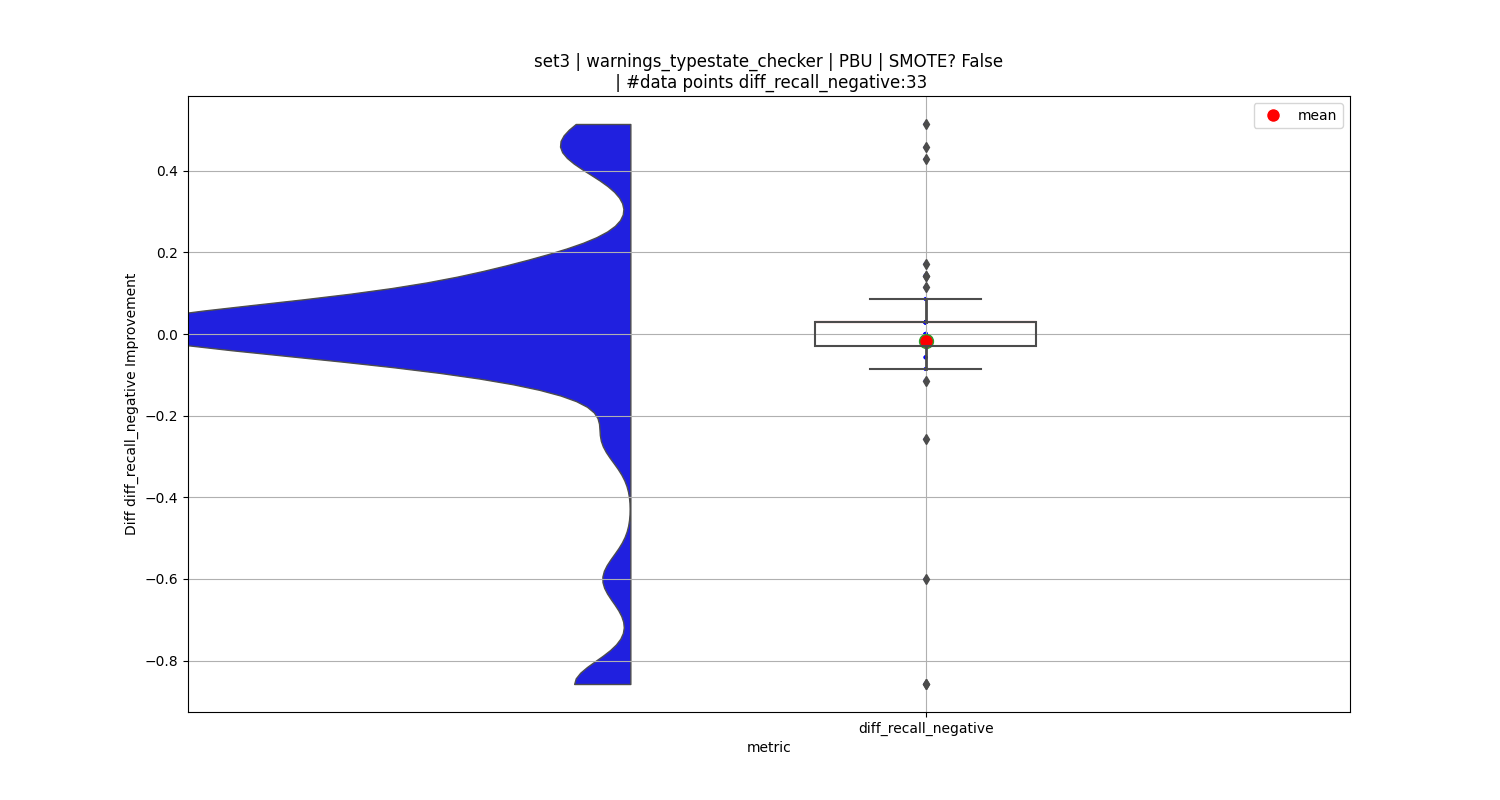 set3 | warnings_typestate_checker | PBU | SMOTE? False
| #data points diff_recall_negative:33
mean
0.4
0.2
0.0
−0.2
−0.4
−0.6
−0.8
Diff diff_recall_negative Improvement
diff_recall_negative
metric